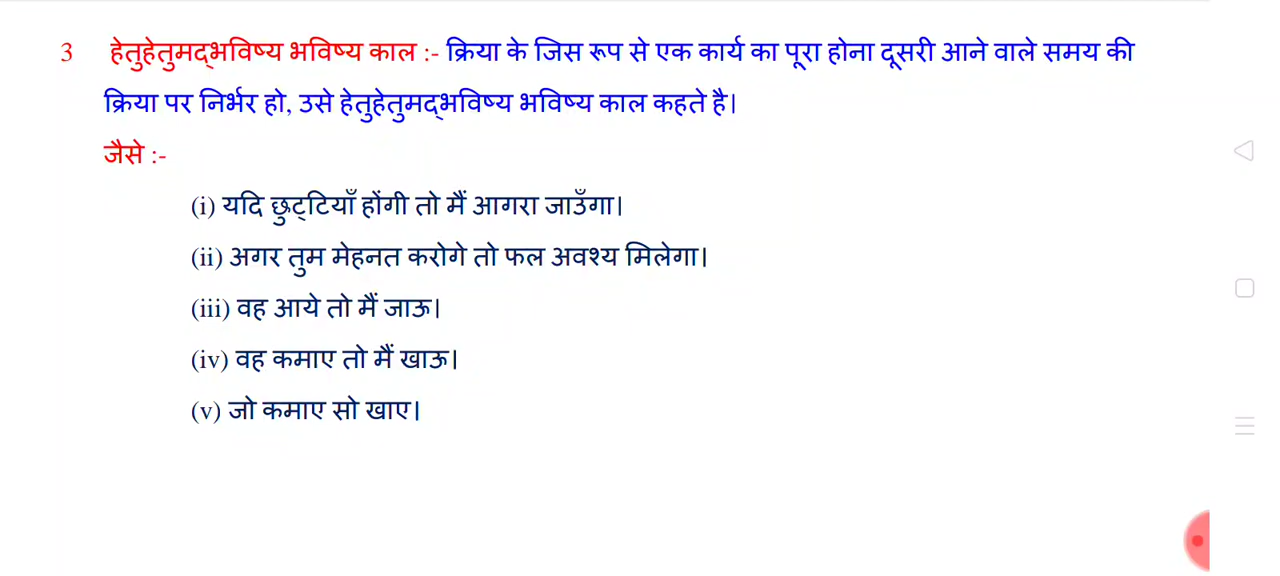 3 हेतुहेतुमद्‌भविष्य भविष्य काल :- क्रिया के जिस रूप से एक कार्य का पूरा होना दूसरी आने वाले समय की
क्रिया पर निर्भर हो, उसे हेतुहेतुमद्‌भविष्य भविष्य काल कहते है।
जैसे :-
(i) यदि छुट्‌टियाँ होंगी तो मैं आगरा जाउँगा।
(ii) अगर तुम मेहनत करोगे तो फल अवश्य मिलेगा।
(iii) वह आये तो मैं जाऊ।
(iv) वह कमाए तो मैं खाऊ।
(v) जो कमाए सो खाए।